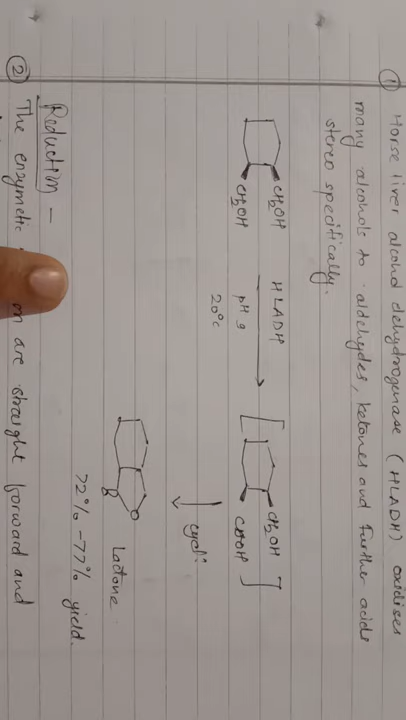 ① Horse liver alcohol dehydrogenase (HLADH) oxidises
many alcohols to aldehydes, ketones and further acids
stereo specifically.
CH2OH
CH2OH
HLADH
pH 9
20°C
CH2OH
COOH
cycl?
O
Lactone
72% - 77% yield.
② Reduction -
The enzymetic are straight forward and